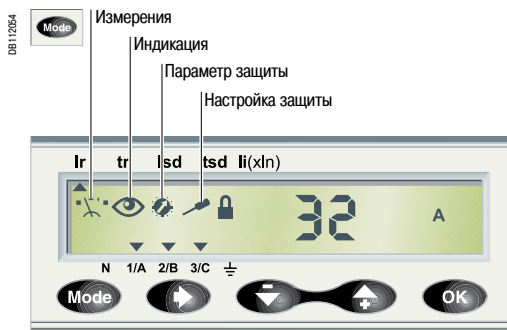 DB112054
Mode
Измерения
Индикация
Параметр защиты
Настройка защиты
Ir tr Isd tsd Ii(xIn)
32 A
N 1/A 2/B 3/C
Mode OK